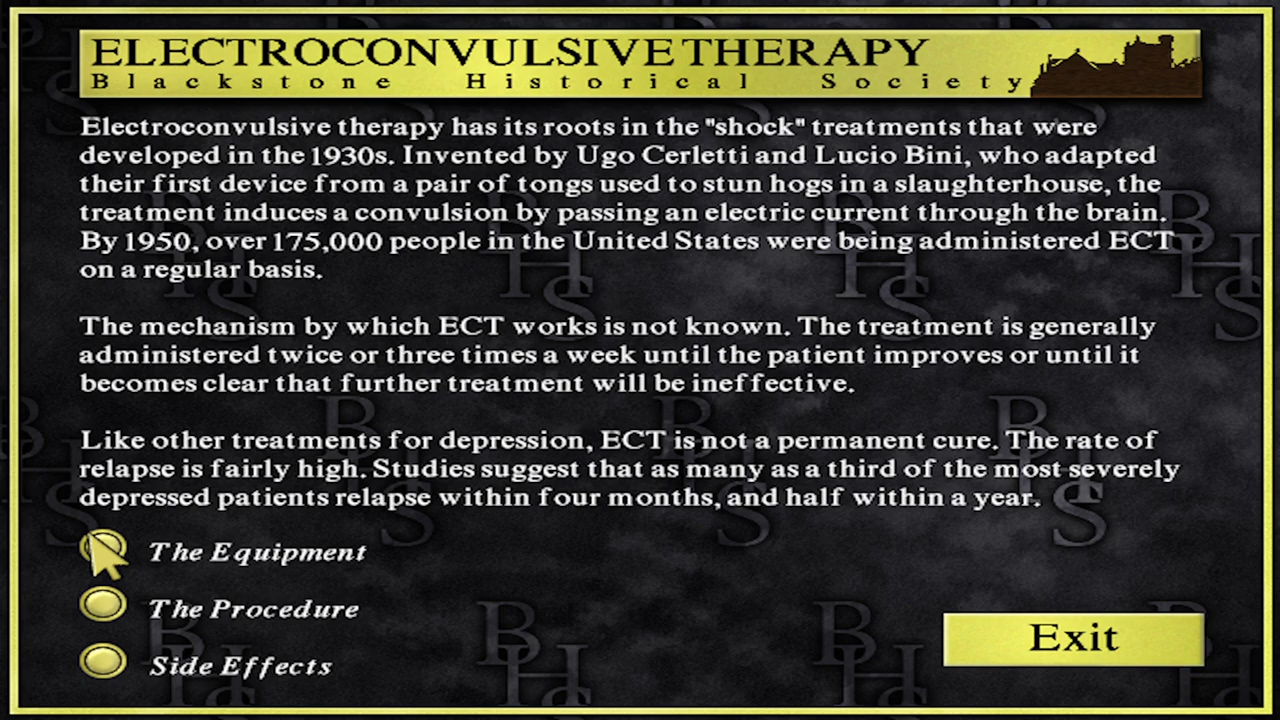 ELECTROCONVULSIVE THERAPY
Blackstone Historical Society
Electroconvulsive therapy has its roots in the "shock" treatments that were
developed in the 1930s. Invented by Ugo Cerletti and Lucio Bini, who adapted
their first device from a pair of tongs used to stun hogs in a slaughterhouse, the
treatment induces a convulsion by passing an electric current through the brain.
By 1950, over 175,000 people in the United States were being administered ECT
on a regular basis.
The mechanism by which ECT works is not known. The treatment is generally
administered twice or three times a week until the patient improves or until it
becomes clear that further treatment will be ineffective.
Like other treatments for depression, ECT is not a permanent cure. The rate of
relapse is fairly high. Studies suggest that as many as a third of the most severely
depressed patients relapse within four months, and half within a year.
The Equipment
The Procedure
Side Effects
Exit